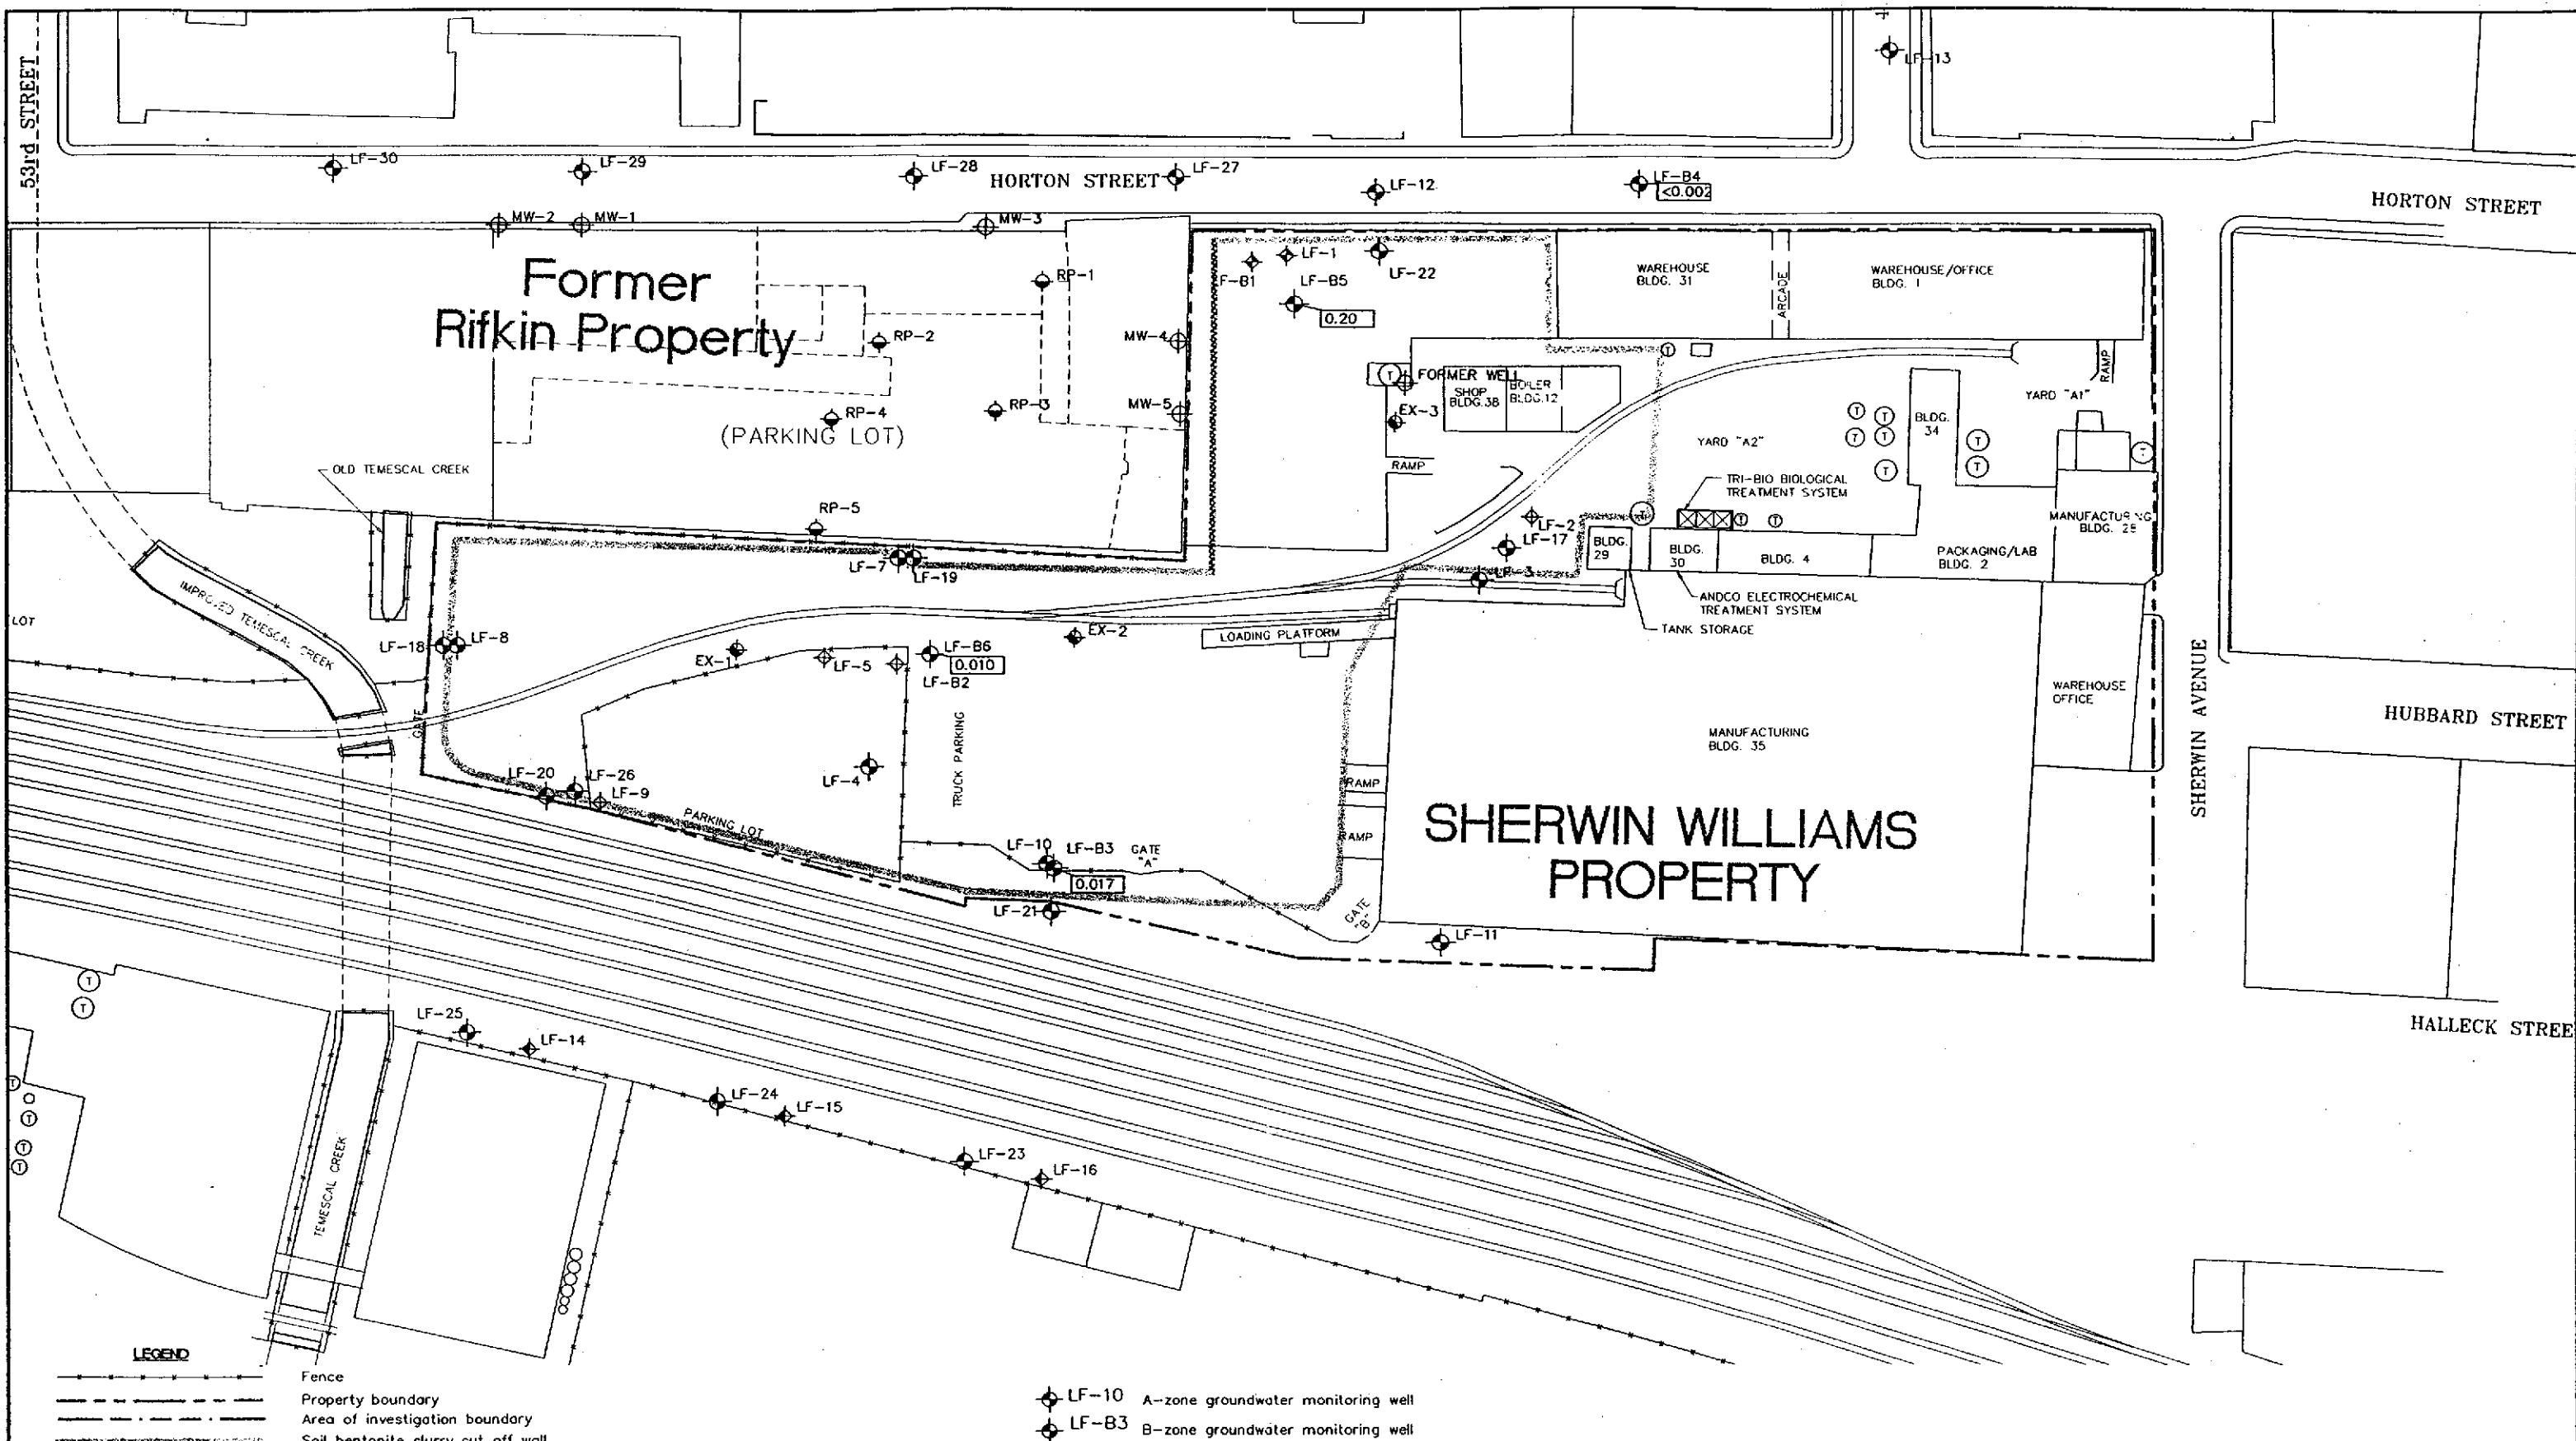 53rd STREET
LF-13
LF-30
LF-29
LF-28
HORTON STREET
LF-27
LF-12
LF-B4
<0.002
HORTON STREET
MW-2
MW-1
MW-3
Former
Rifkin Property
RP-1
RP-2
RP-3
RP-4
(PARKING LOT)
RP-5
MW-4
MW-5
F-B1
LF-1
LF-B5
0.20
LF-22
WAREHOUSE
BLDG. 31
ARCADE
WAREHOUSE/OFFICE
BLDG. 1
RAMP
YARD "A1"
T
FORMER WELL
SHOP
BLDG.38
BOILER
BLDG.12
EX-3
RAMP
YARD "A2"
BLDG.
34
T
T
T
T
T
T
T
T
T
TRI-BIO BIOLOGICAL
TREATMENT SYSTEM
T
T
MANUFACTURING
BLDG. 25
LF-2
LF-17
LF-3
BLDG.
29
BLDG.
30
BLDG. 4
PACKAGING/LAB
BLDG. 2
ANDCO ELECTROCHEMICAL
TREATMENT SYSTEM
TANK STORAGE
OLD TEMESCAL CREEK
IMPROVED TEMESCAL CREEK
LOT
LF-7
LF-19
LF-18
LF-8
GATE
EX-1
LF-5
LF-B6
0.010
LF-B2
EX-2
LOADING PLATFORM
TRUCK PARKING
LF-4
LF-20
LF-26
LF-9
PARKING LOT
LF-10
LF-B3
0.017
GATE
"A"
LF-21
RAMP
RAMP
GATE
"B"
LF-11
MANUFACTURING
BLDG. 35
SHERWIN WILLIAMS
PROPERTY
WAREHOUSE
OFFICE
SHERWIN AVENUE
HUBBARD STREET
HALLECK STREE
T
T
T
T
T
T
LF-25
LF-14
LF-24
LF-15
LF-23
LF-16
TEMESCAL CREEK
LEGEND
Fence
Property boundary
Area of investigation boundary
Soil bentonite slurry cut off wall
LF-10 A-zone groundwater monitoring well
LF-B3 B-zone groundwater monitoring well